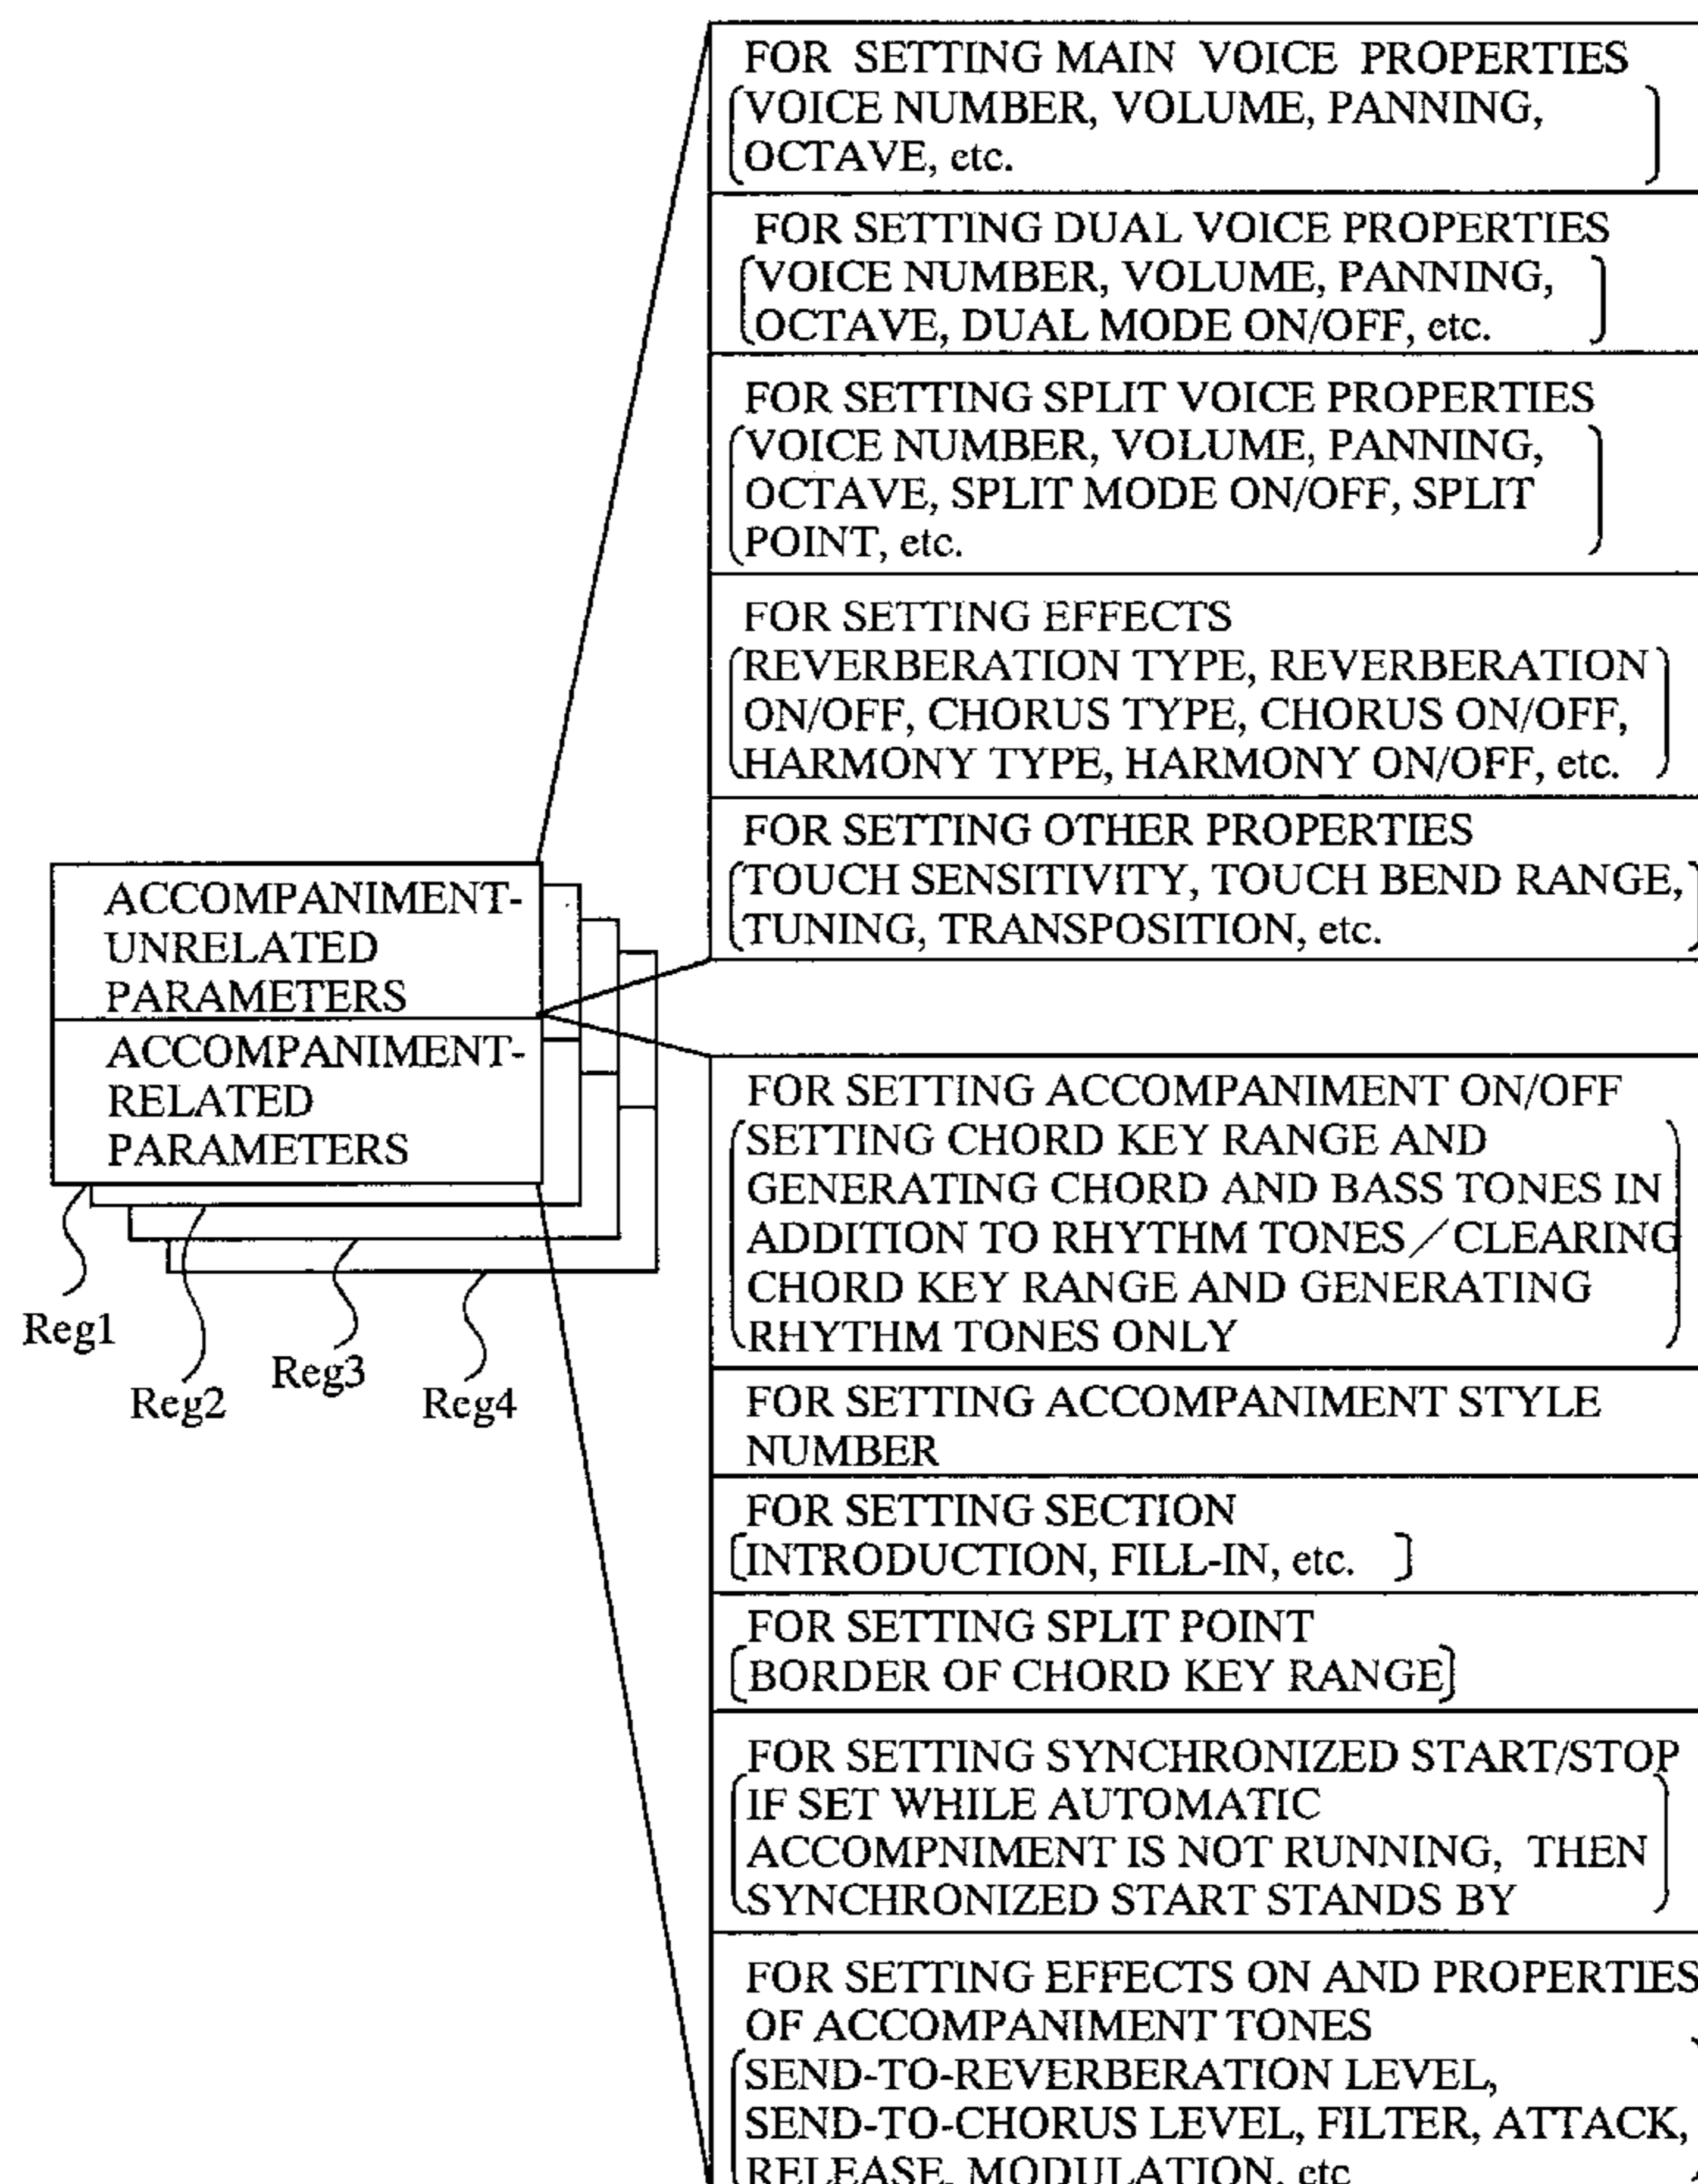 FOR SETTING MAIN VOICE PROPERTIES
VOICE NUMBER, VOLUME, PANNING,
OCTAVE, etc.
FOR SETTING DUAL VOICE PROPERTIES
VOICE NUMBER, VOLUME, PANNING,
OCTAVE, DUAL MODE ON/OFF, etc.
FOR SETTING SPLIT VOICE PROPERTIES
VOICE NUMBER, VOLUME, PANNING,
OCTAVE, SPLIT MODE ON/OFF, SPLIT
POINT, etc.
FOR SETTING EFFECTS
REVERBERATION TYPE, REVERBERATION
ON/OFF, CHORUS TYPE, CHORUS ON/OFF,
HARMONY TYPE, HARMONY ON/OFF, etc.
FOR SETTING OTHER PROPERTIES
TOUCH SENSITIVITY, TOUCH BEND RANGE,
TUNING, TRANSPOSITION, etc.
ACCOMPANIMENT-
UNRELATED
PARAMETERS
ACCOMPANIMENT-
RELATED
PARAMETERS
Reg1
Reg2
Reg3
Reg4
FOR SETTING ACCOMPANIMENT ON/OFF
SETTING CHORD KEY RANGE AND
GENERATING CHORD AND BASS TONES IN
ADDITION TO RHYTHM TONES／CLEARING
CHORD KEY RANGE AND GENERATING
RHYTHM TONES ONLY
FOR SETTING ACCOMPANIMENT STYLE
NUMBER
FOR SETTING SECTION
[INTRODUCTION, FILL-IN, etc. ]
FOR SETTING SPLIT POINT
[BORDER OF CHORD KEY RANGE]
FOR SETTING SYNCHRONIZED START/STOP
IF SET WHILE AUTOMATIC
ACCOMPNIMENT IS NOT RUNNING, THEN
SYNCHRONIZED START STANDS BY
FOR SETTING EFFECTS ON AND PROPERTIES
OF ACCOMPANIMENT TONES
SEND-TO-REVERBERATION LEVEL,
SEND-TO-CHORUS LEVEL, FILTER, ATTACK,
RELEASE, MODULATION, etc